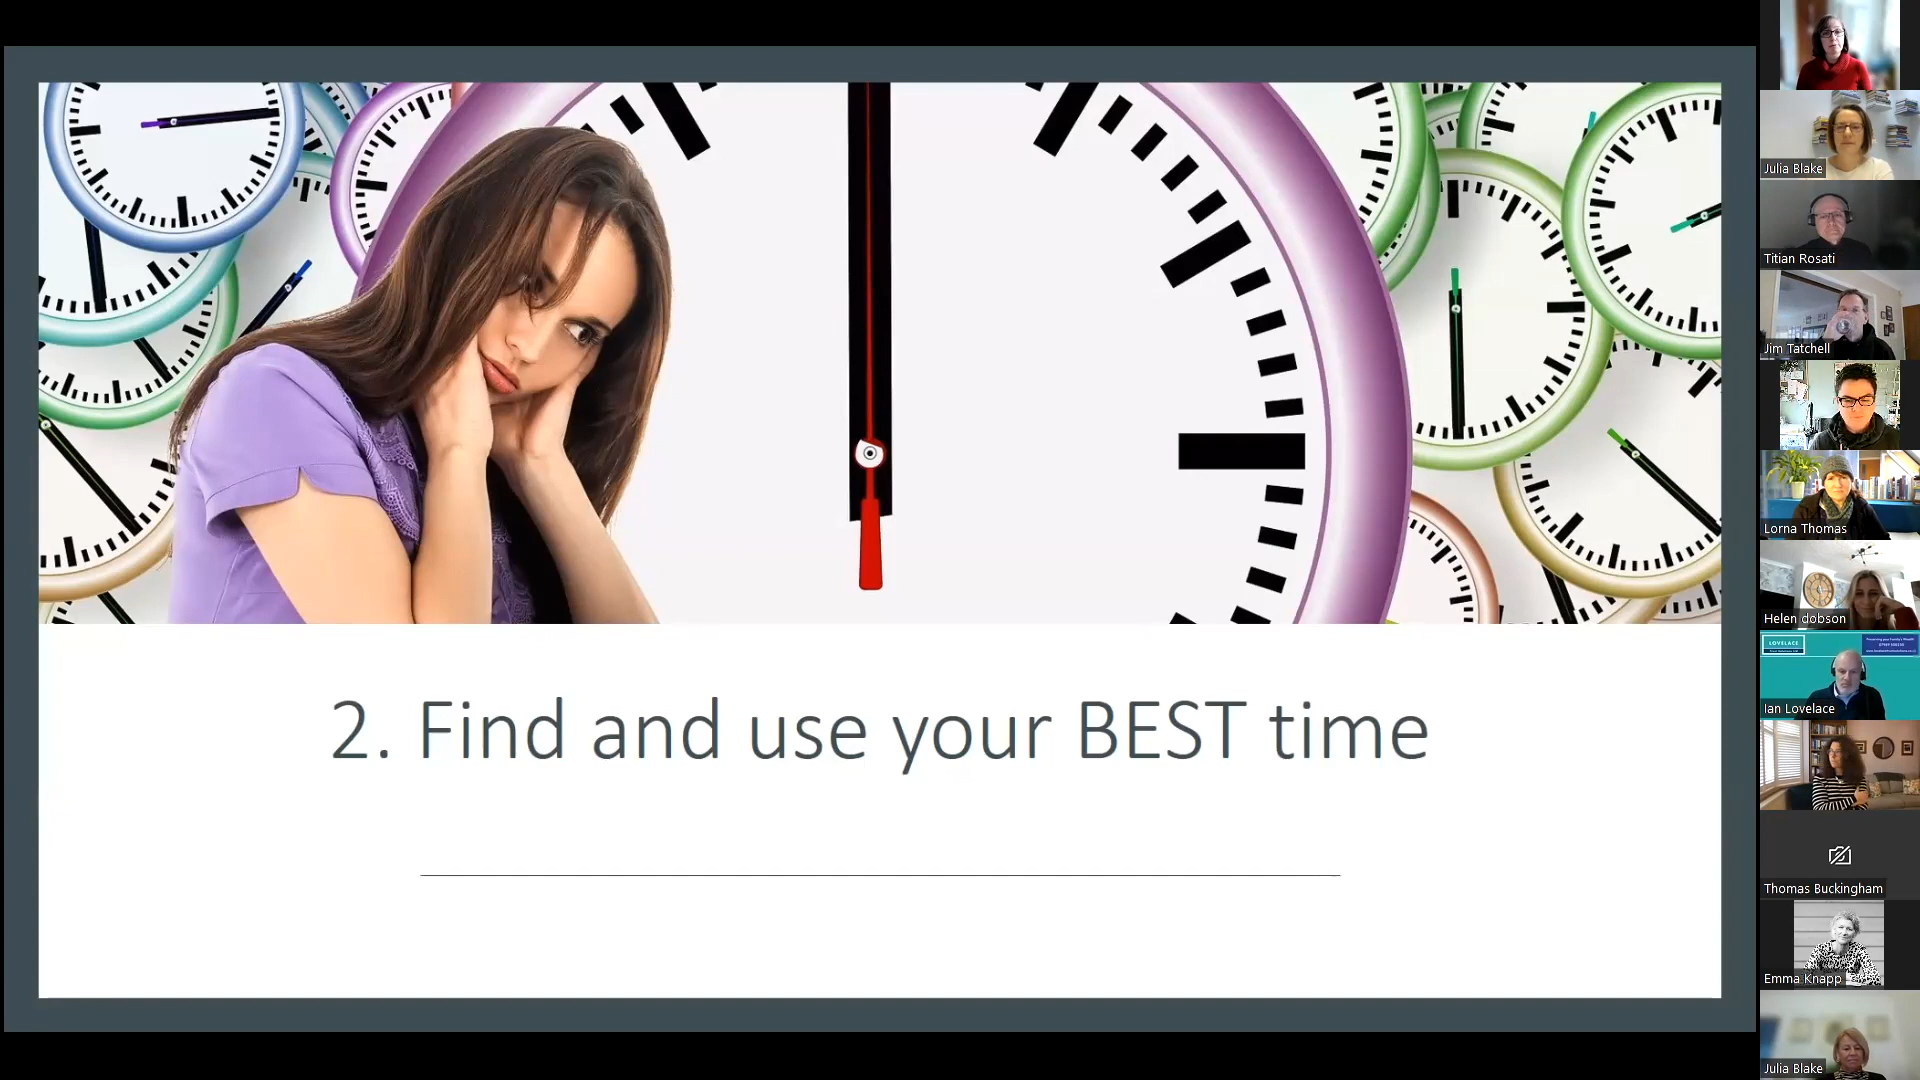 2. Find and use your BEST time
Julia Blake
Titian Rosati
Jim Tatchell
Lorna Thomas
Helen dobson
LOVELACE
Ian Lovelace
Thomas Buckingham
Emma Knapp
Julia Blake